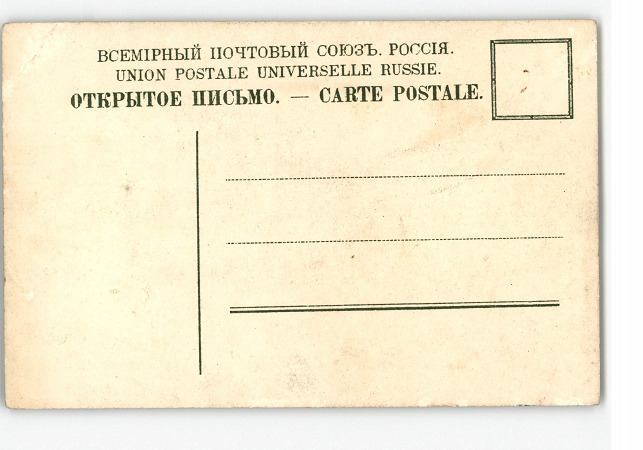 ВСЕМІРНЫЙ ПОЧТОВЫЙ СОЮЗЪ. РОССІЯ.
UNION POSTALE UNIVERSELLE RUSSIE.
ОТКРЫТОЕ ПИСЬМО. — CARTE POSTALE.